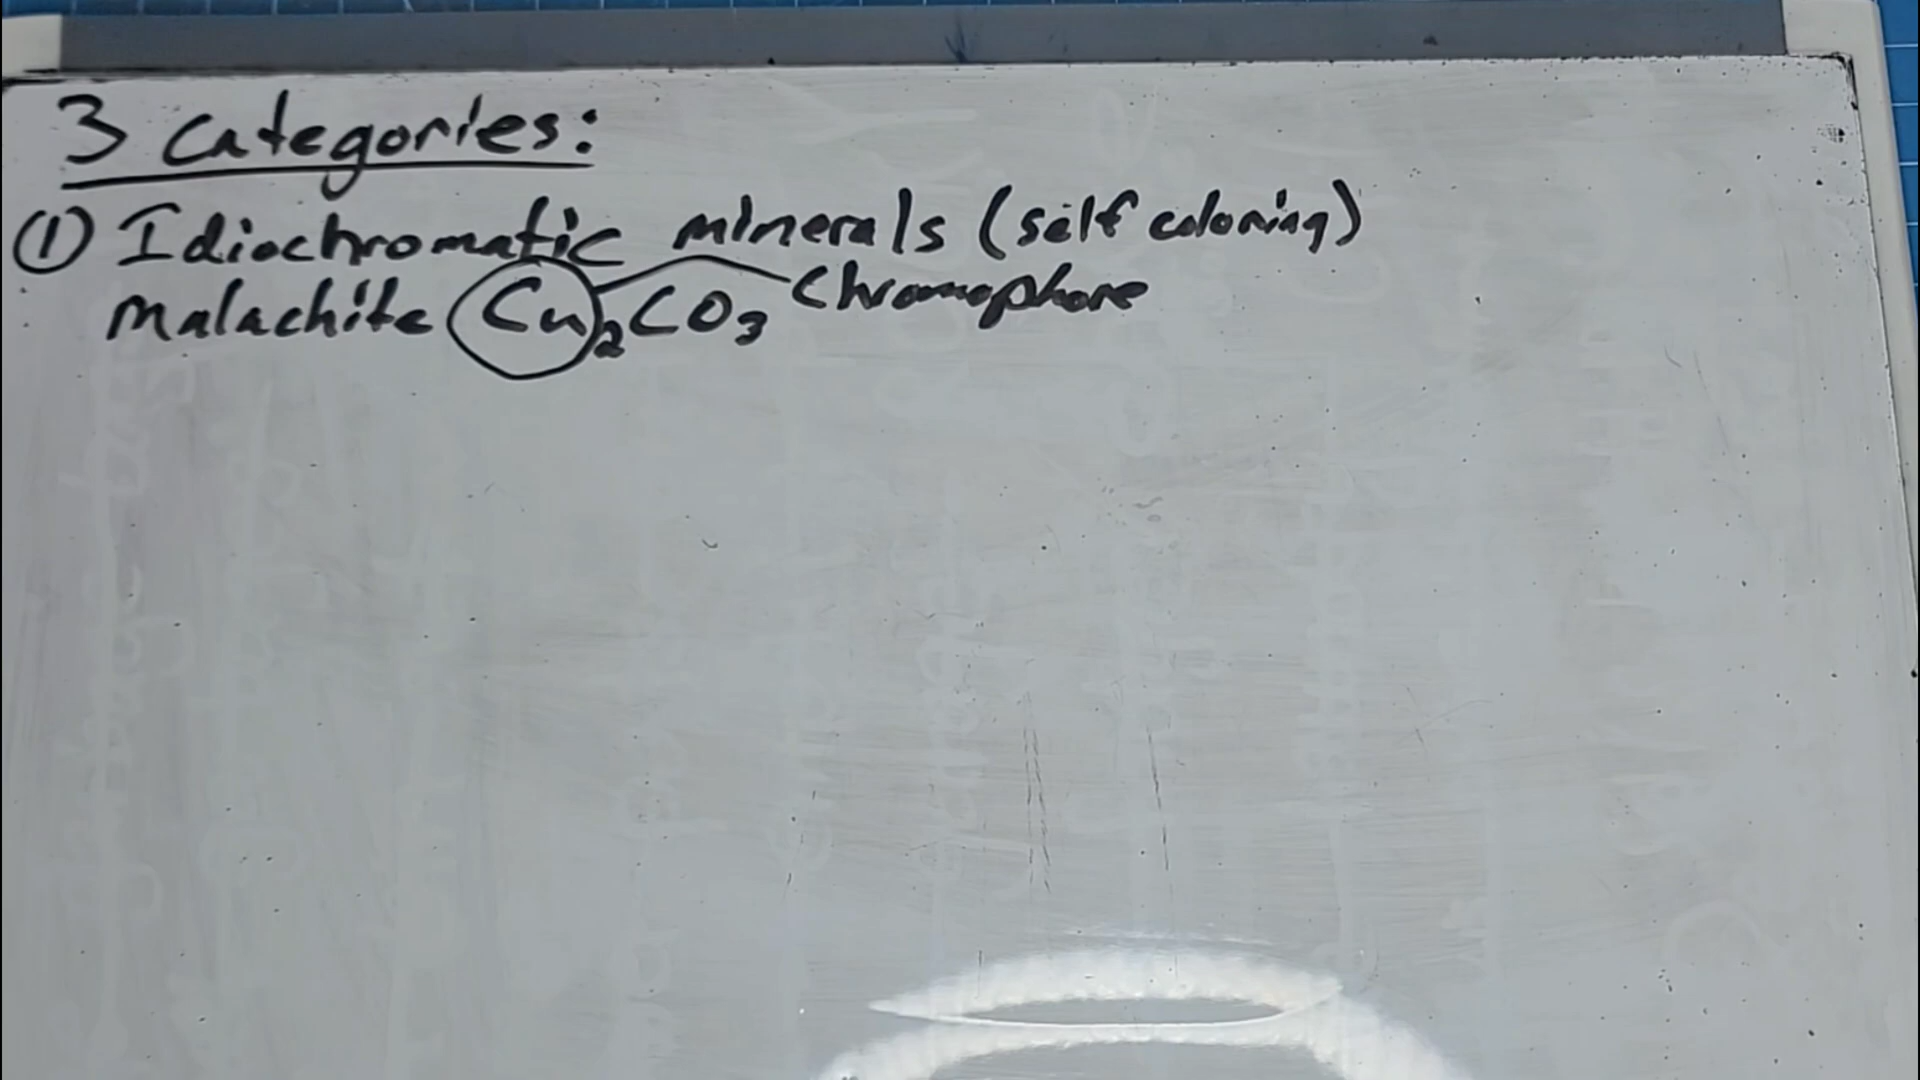 3 Categories:
① Idiochromatic minerals (self coloring)
Malachite Cu₂CO₃ Chromophore